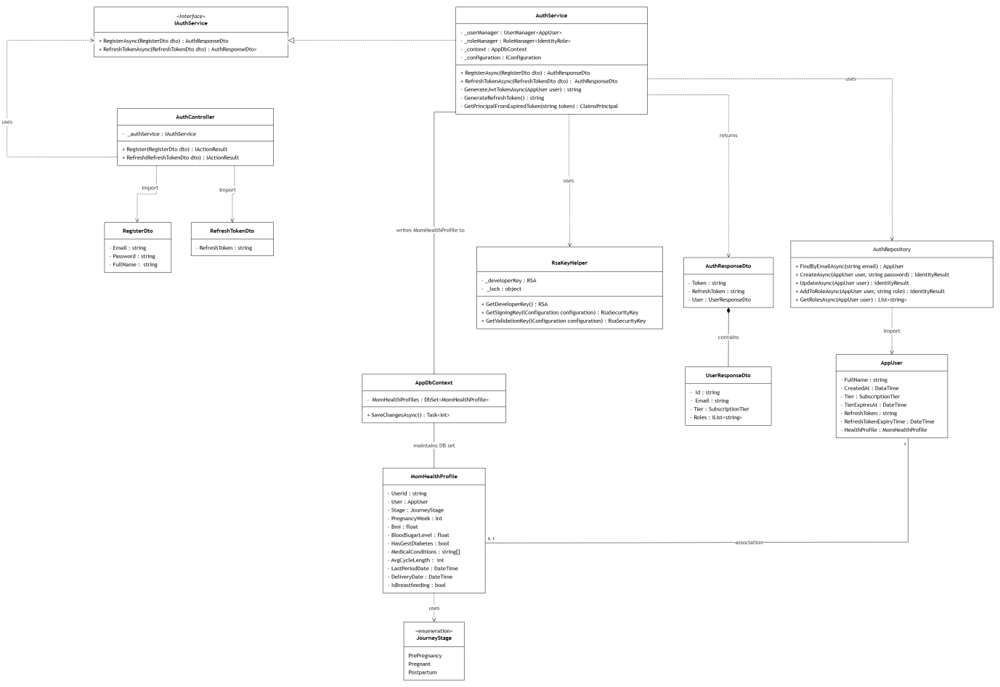 «interface»
IAuthService
+ RegisterAsync(RegisterDto dto) : AuthResponseDto
+ RefreshTokenAsync(RefreshTokenDto dto) : AuthResponseDto>
AuthService
- _userManager : UserManager<AppUser>
- _roleManager : RoleManager<IdentityRole>
- _context : AppDbContext
- _configuration : IConfiguration
+ RegisterAsync(RegisterDto dto) : AuthResponseDto
+ RefreshTokenAsync(RefreshTokenDto dto) : AuthResponseDto
- GenerateJwtTokenAsync(AppUser user) : string
- GenerateRefreshToken() : string
- GetPrincipalFromExpiredToken(string token) : ClaimsPrincipal
uses
AuthController
- _authService : IAuthService
+ Register(RegisterDto dto) : IActionResult
+ Refresh(RefreshTokenDto dto) : IActionResult
uses
returns
uses
Import
Import
RegisterDto
- Email : string
- Password : string
- FullName : string
RefreshTokenDto
- RefreshToken : string
writes MomHealthProfile to
RsaKeyHelper
- _developerKey : RSA
- _lock : object
+ GetDeveloperKey() : RSA
+ GetSigningKey(IConfiguration configuration) : RsaSecurityKey
+ GetValidationKey(IConfiguration configuration) : RsaSecurityKey
AuthResponseDto
- Token : string
- RefreshToken : string
- User : UserResponseDto
AuthRepository
+ FindByEmailAsync(string email) : AppUser
+ CreateAsync(AppUser user, string password) : IdentityResult
+ UpdateAsync(AppUser user) : IdentityResult
+ AddToRoleAsync(AppUser user, string role) : IdentityResult
+ GetRolesAsync(AppUser user) : List<string>
contains
import
UserResponseDto
- Id : string
- Email : string
- Tier : SubscriptionTier
- Roles : IList<string>
AppUser
- FullName : string
- CreatedAt : DataTime
- Tier : SubscriptionTier
- TierExpiresAt : DateTime
- RefreshToken : string
- RefreshTokenExpiryTime : DateTime
- HealthProfile : MomHealthProfile
AppDbContext
- MomHealthProfiles : DbSet<MomHealthProfile>
+ SaveChangesAsync() : Task<int>
maintains DB set
1
MomHealthProfile
- UserId : string
- User : AppUser
- Stage : JourneyStage
- PregnancyWeek : int
- Bmi : float
- BloodSugarLevel : float
- HasGestDiabetes : bool
- MedicalConditions : string[]
- AvgCycleLength : int
- LastPeriodDate : DateTime
- DeliveryDate : DateTime
- IsBreastfeeding : bool
0..1
association
uses
«enumeration»
JourneyStage
PrePregnancy
Pregnant
Postpartum